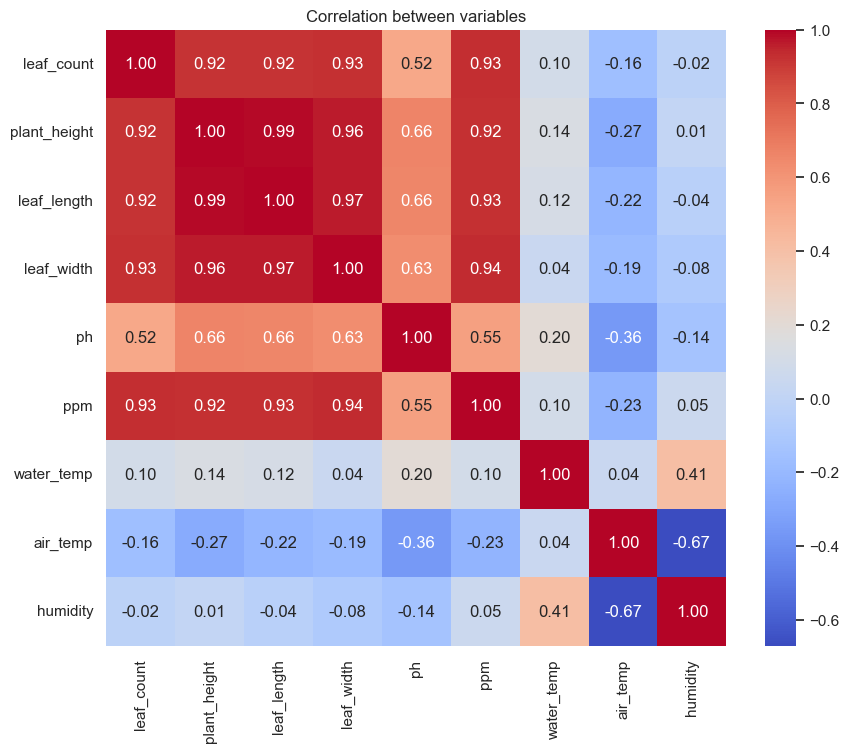 Correlation between variables
leaf_count 1.00 0.92 0.92 0.93 0.52 0.93 0.10 -0.16 -0.02
plant_height 0.92 1.00 0.99 0.96 0.66 0.92 0.14 -0.27 0.01
leaf_length 0.92 0.99 1.00 0.97 0.66 0.93 0.12 -0.22 -0.04
leaf_width 0.93 0.96 0.97 1.00 0.63 0.94 0.04 -0.19 -0.08
ph 0.52 0.66 0.66 0.63 1.00 0.55 0.20 -0.36 -0.14
ppm 0.93 0.92 0.93 0.94 0.55 1.00 0.10 -0.23 0.05
water_temp 0.10 0.14 0.12 0.04 0.20 0.10 1.00 0.04 0.41
air_temp -0.16 -0.27 -0.22 -0.19 -0.36 -0.23 0.04 1.00 -0.67
humidity -0.02 0.01 -0.04 -0.08 -0.14 0.05 0.41 -0.67 1.00
leaf_count plant_height leaf_length leaf_width ph ppm water_temp air_temp humidity
1.0
0.8
0.6
0.4
0.2
0.0
−0.2
−0.4
−0.6